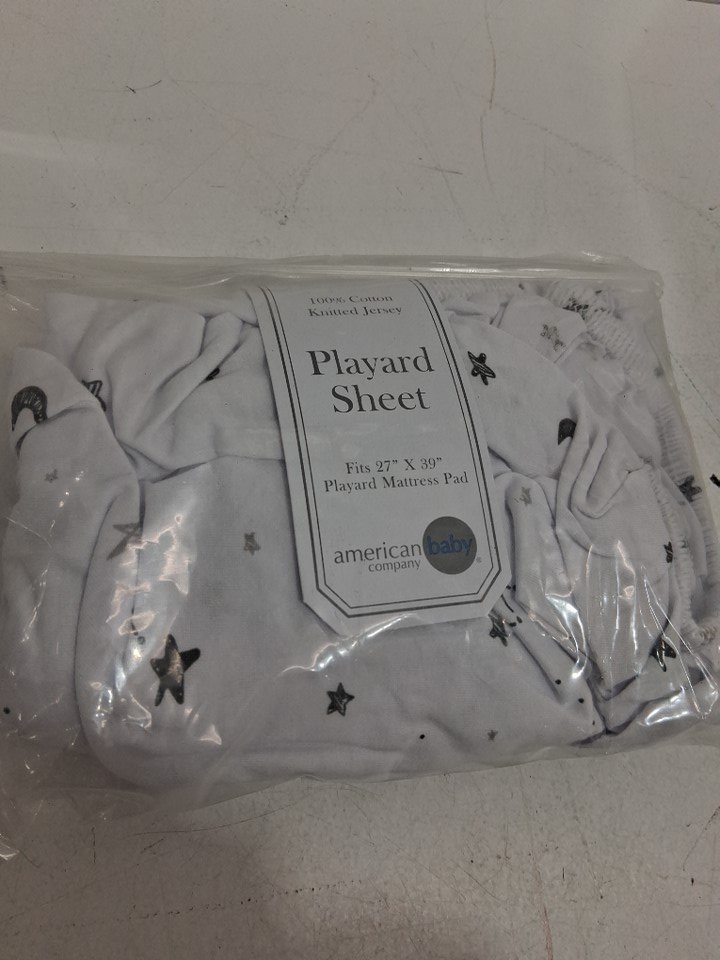 100% Cotton
Knitted Jersey
Playard
Sheet
Fits 27" X 39"
Playard Mattress Pad
american baby®
company